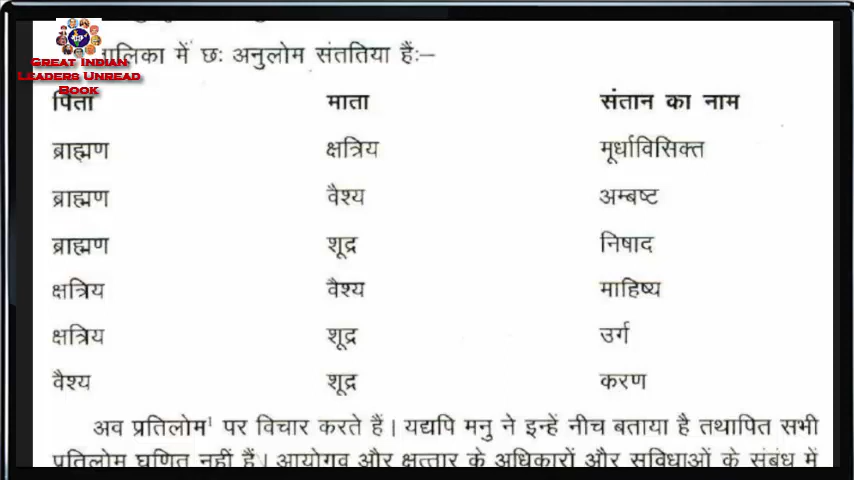 GREAT INDIAN
LEADERS UNREAD
BOOK
में छः अनुलोम संततिया हैं:–
पिता माता संतान का नाम
ब्राह्मण क्षत्रिय मूर्धाविसिक्त
ब्राह्मण वैश्य अम्बष्ट
ब्राह्मण शूद्र निषाद
क्षत्रिय वैश्य माहिष्य
क्षत्रिय शूद्र उर्ग
वैश्य शूद्र करण
अव प्रतिलोम¹ पर विचार करते हैं। यद्यपि मनु ने इन्हें नीच बताया है तथापित सभी
प्रतिलोम घृणित नहीं हैं। आयोगव और क्षत्तार के अधिकारों और सुविधाओं के संबंध में